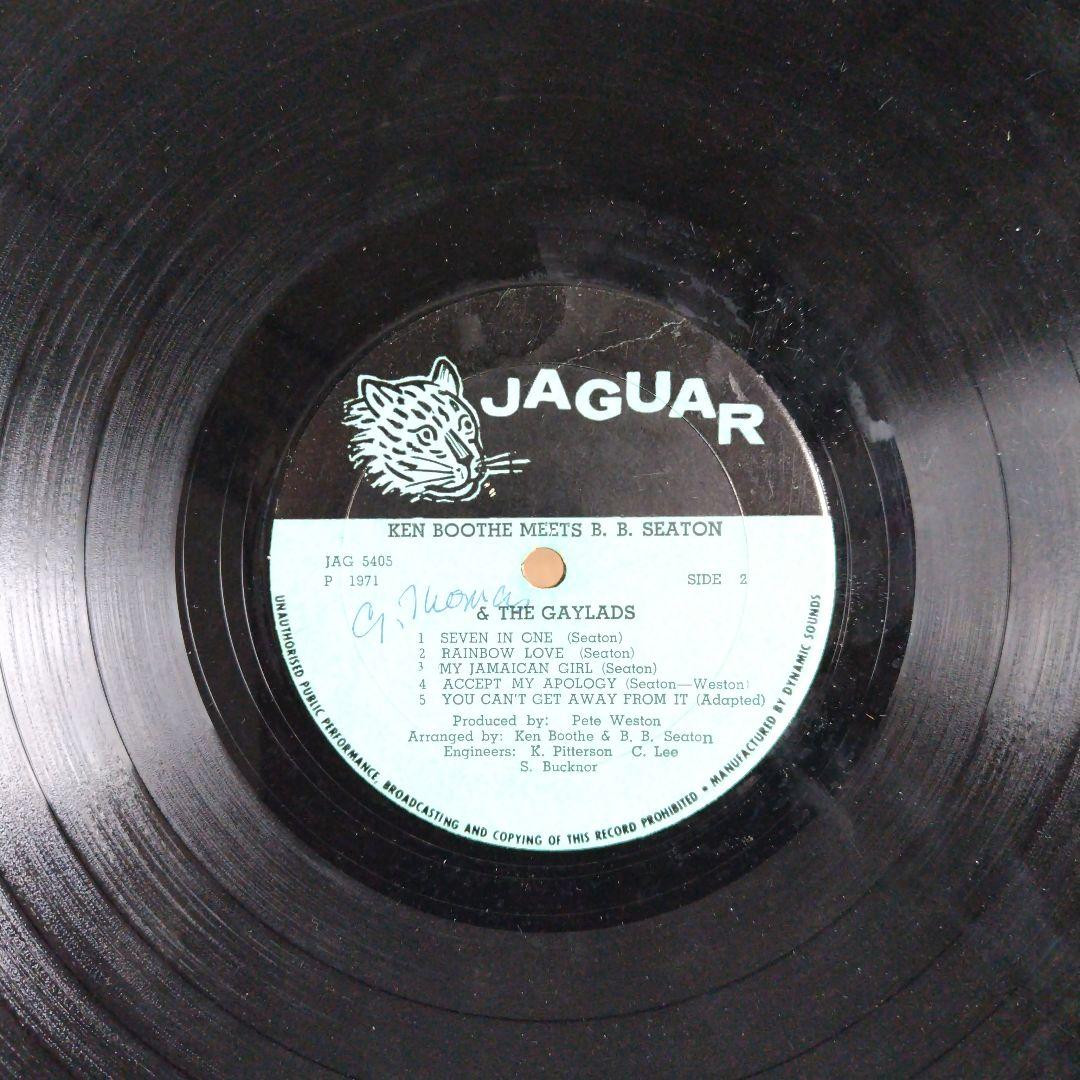 JAGUAR
KEN BOOTHE MEETS B. B. SEATON
JAG 5405
P 1971
SIDE 2
G. Thomas
& THE GAYLADS
1 SEVEN IN ONE (Seaton)
2 RAINBOW LOVE (Seaton)
3 MY JAMAICAN GIRL (Seaton)
4 ACCEPT MY APOLOGY (Seaton—Weston)
5 YOU CAN'T GET AWAY FROM IT (Adapted)
Produced by: Pete Weston
Arranged by: Ken Boothe & B. B. Seaton
Engineers: K. Pitterson C. Lee
S. Bucknor
UNAUTHORISED PUBLIC PERFORMANCE, BROADCASTING AND COPYING OF THIS RECORD PROHIBITED • MANUFACTURED BY DYNAMIC SOUNDS